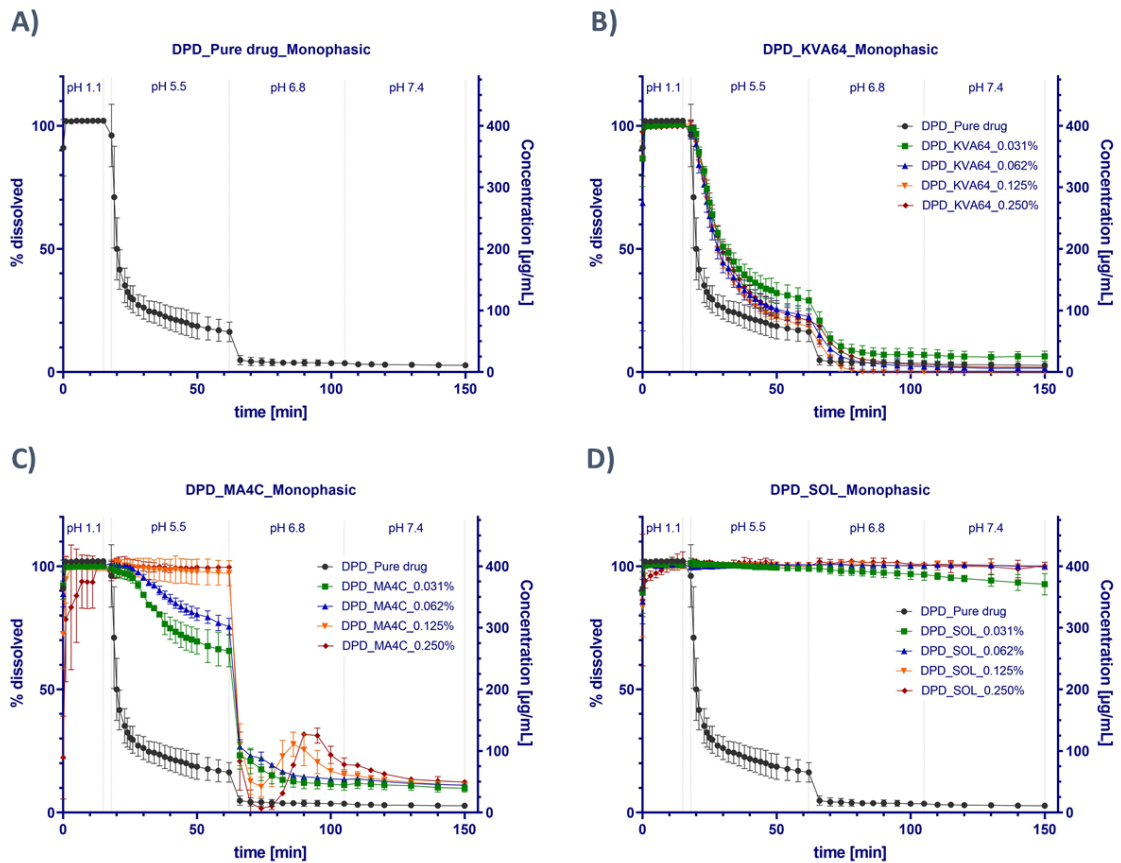 A)
DPD_Pure drug_Monophasic
pH 1.1 pH 5.5 pH 6.8 pH 7.4
100
50
0
% dissolved
400
300
200
100
0
Concentration [µg/mL]
0 50 100 150
time [min]
B)
DPD_KVA64_Monophasic
pH 1.1 pH 5.5 pH 6.8 pH 7.4
DPD_Pure drug
DPD_KVA64_0.031%
DPD_KVA64_0.062%
DPD_KVA64_0.125%
DPD_KVA64_0.250%
100
50
0
% dissolved
400
300
200
100
0
Concentration [µg/mL]
0 50 100 150
time [min]
C)
DPD_MA4C_Monophasic
pH 1.1 pH 5.5 pH 6.8 pH 7.4
DPD_Pure drug
DPD_MA4C_0.031%
DPD_MA4C_0.062%
DPD_MA4C_0.125%
DPD_MA4C_0.250%
100
50
0
% dissolved
400
300
200
100
0
Concentration [µg/mL]
0 50 100 150
time [min]
D)
DPD_SOL_Monophasic
pH 1.1 pH 5.5 pH 6.8 pH 7.4
DPD_Pure drug
DPD_SOL_0.031%
DPD_SOL_0.062%
DPD_SOL_0.125%
DPD_SOL_0.250%
100
50
0
% dissolved
400
300
200
100
0
Concentration [µg/mL]
0 50 100 150
time [min]